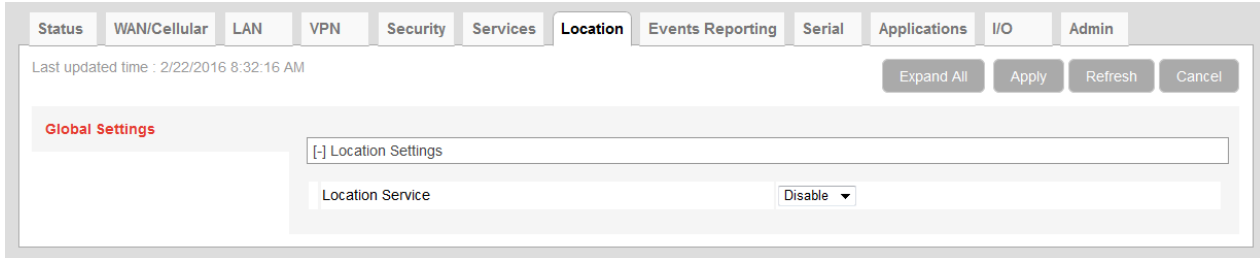 Status WAN/Cellular LAN VPN Security Services Location Events Reporting Serial Applications I/O Admin
Last updated time : 2/22/2016 8:32:16 AM
Expand All Apply Refresh Cancel
Global Settings
[-] Location Settings
Location Service Disable